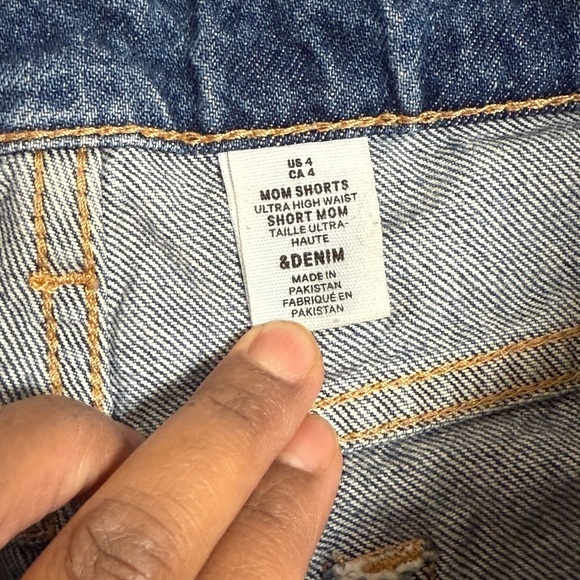 US 4
CA 4
MOM SHORTS
ULTRA HIGH WAIST
SHORT MOM
TAILLE ULTRA-
HAUTE
&DENIM
MADE IN
PAKISTAN
FABRIQUÉ EN
PAKISTAN